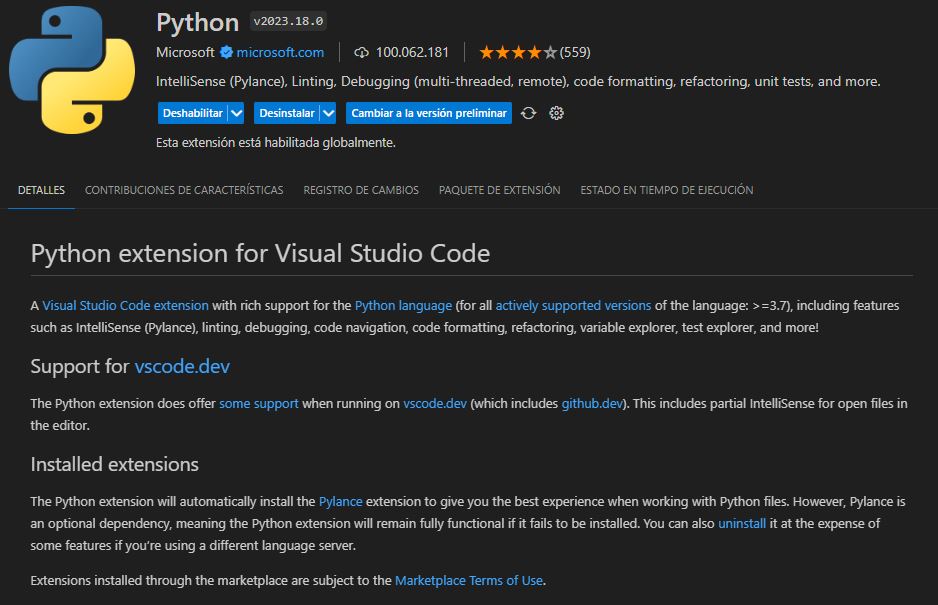 Python v2023.18.0
Microsoft microsoft.com 100.062.181 (559)
IntelliSense (Pylance), Linting, Debugging (multi-threaded, remote), code formatting, refactoring, unit tests, and more.
Deshabilitar Desinstalar Cambiar a la versión preliminar
Esta extensión está habilitada globalmente.
DETALLES CONTRIBUCIONES DE CARACTERÍSTICAS REGISTRO DE CAMBIOS PAQUETE DE EXTENSIÓN ESTADO EN TIEMPO DE EJECUCIÓN
Python extension for Visual Studio Code
A Visual Studio Code extension with rich support for the Python language (for all actively supported versions of the language: >=3.7), including features
such as IntelliSense (Pylance), linting, debugging, code navigation, code formatting, refactoring, variable explorer, test explorer, and more!
Support for vscode.dev
The Python extension does offer some support when running on vscode.dev (which includes github.dev). This includes partial IntelliSense for open files in
the editor.
Installed extensions
The Python extension will automatically install the Pylance extension to give you the best experience when working with Python files. However, Pylance is
an optional dependency, meaning the Python extension will remain fully functional if it fails to be installed. You can also uninstall it at the expense of
some features if you're using a different language server.
Extensions installed through the marketplace are subject to the Marketplace Terms of Use.